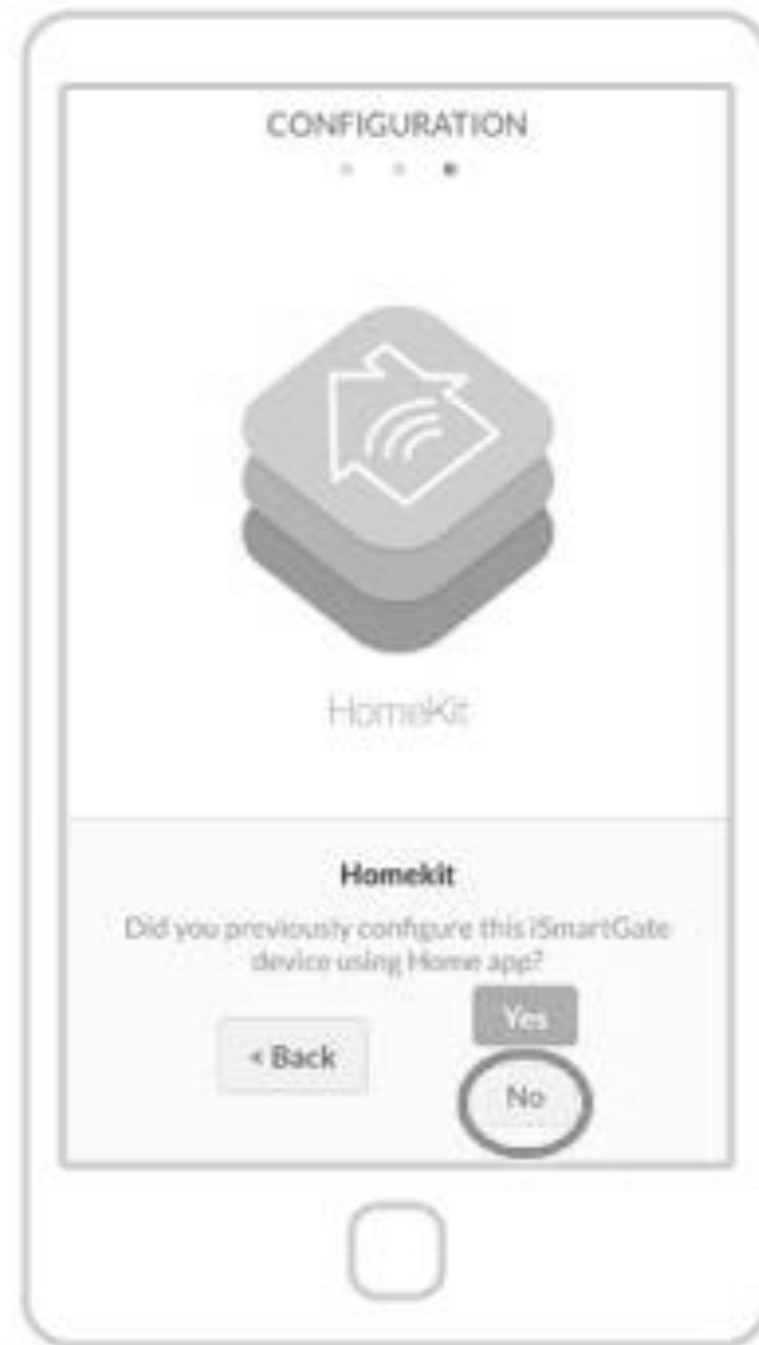 CONFIGURATION
HomeKit
Homekit
Did you previously configure this iSmartGate
device using Home app?
Yes
< Back
No